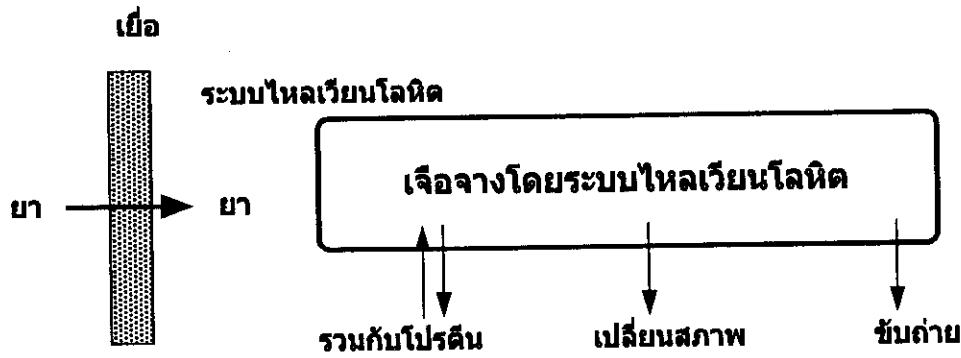 เยื่อ
ระบบไหลเวียนโลหิต
เจือจางโดยระบบไหลเวียนโลหิต
ยา
ยา
รวมกับโปรตีน
เปลี่ยนสภาพ
ขับถ่าย